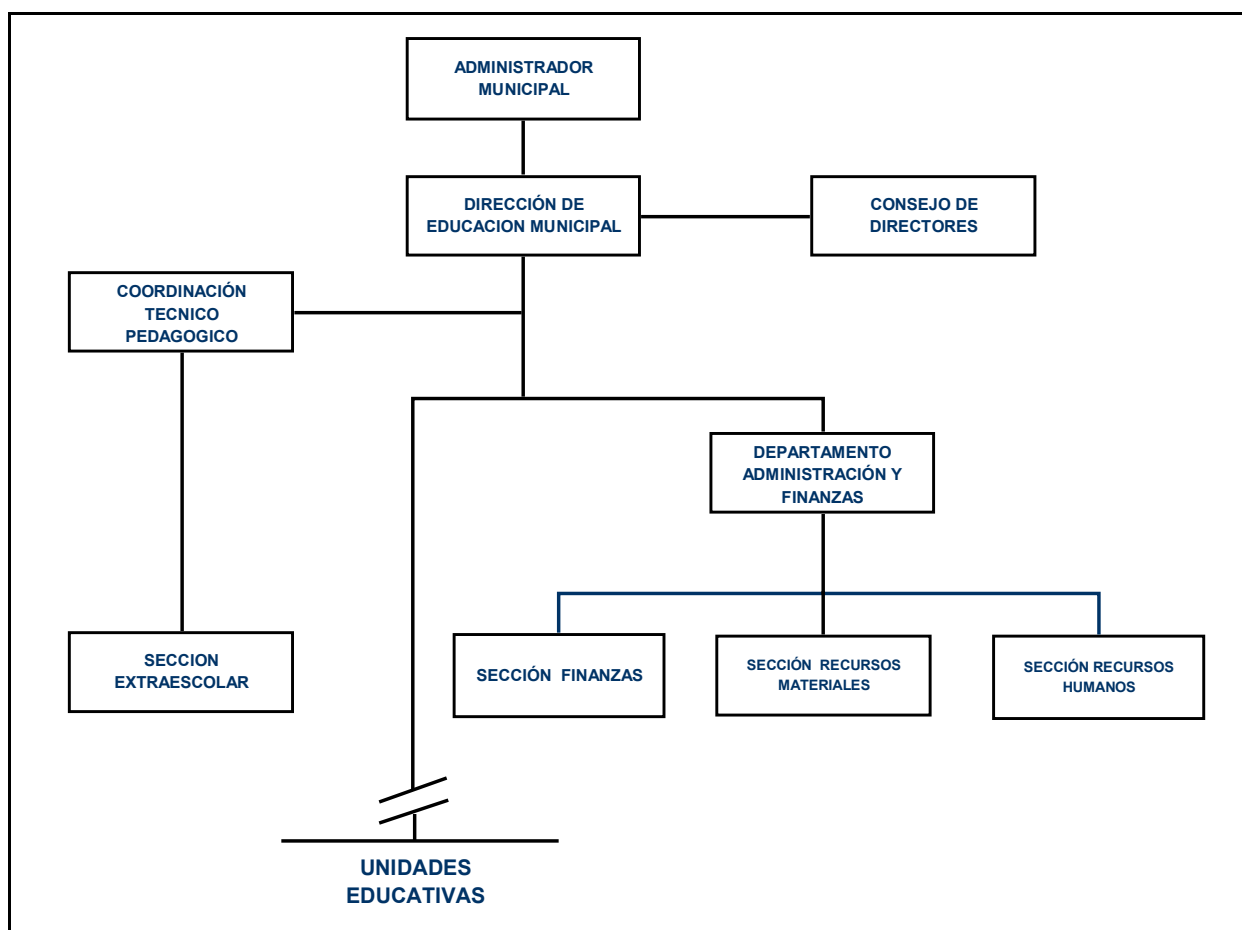 ADMINISTRADOR
MUNICIPAL
DIRECCIÓN DE
EDUCACION MUNICIPAL
CONSEJO DE
DIRECTORES
COORDINACIÓN
TECNICO
PEDAGOGICO
DEPARTAMENTO
ADMINISTRACIÓN Y
FINANZAS
SECCION
EXTRAESCOLAR
SECCIÓN FINANZAS
SECCIÓN RECURSOS
MATERIALES
SECCIÓN RECURSOS
HUMANOS
UNIDADES
EDUCATIVAS